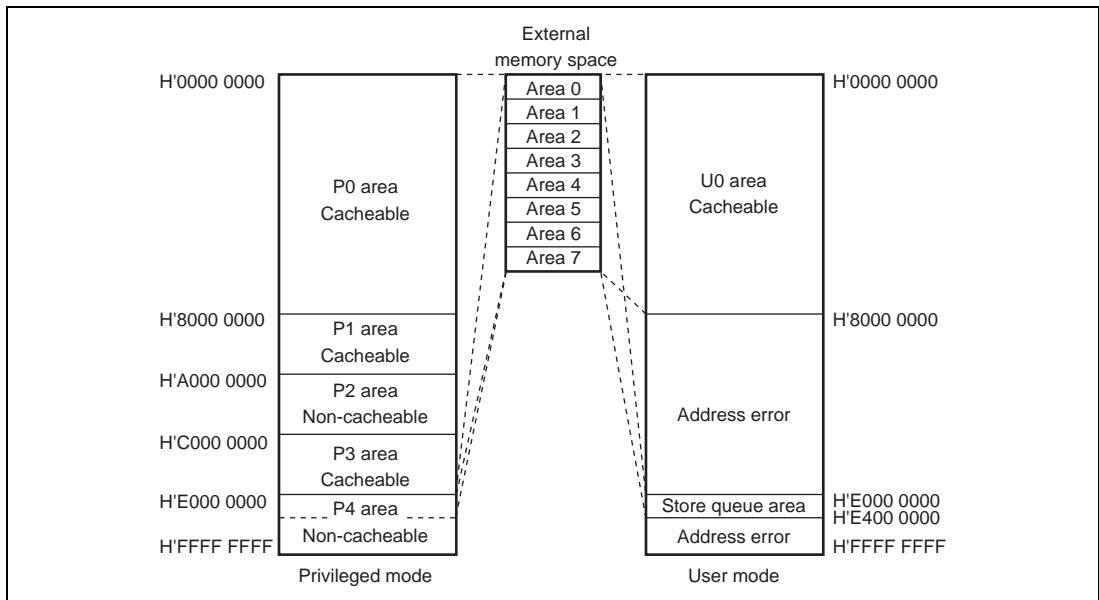 External
memory space
H'0000 0000
Area 0
Area 1
Area 2
Area 3
Area 4
Area 5
Area 6
Area 7
H'0000 0000
P0 area
Cacheable
U0 area
Cacheable
H'8000 0000
P1 area
Cacheable
H'8000 0000
H'A000 0000
P2 area
Non-cacheable
Address error
H'C000 0000
P3 area
Cacheable
H'E000 0000
P4 area
Non-cacheable
Store queue area
H'E000 0000
H'E400 0000
Address error
H'FFFF FFFF
H'FFFF FFFF
Privileged mode
User mode